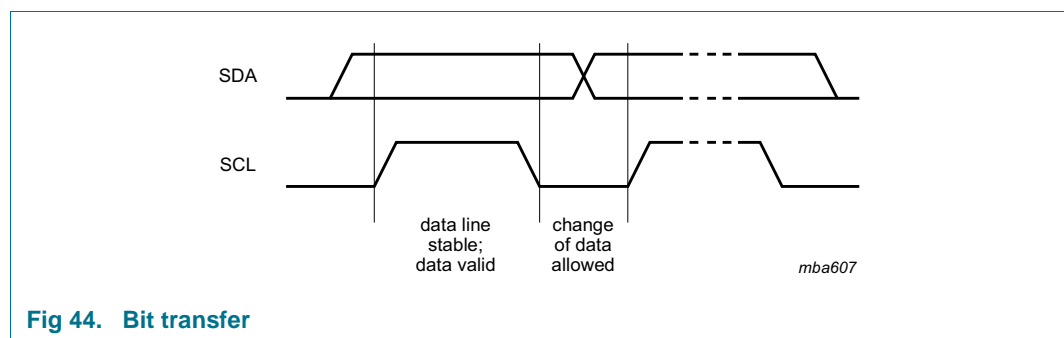 SDA
SCL
data line
stable;
data valid
change
of data
allowed
mba607
Fig 44. Bit transfer